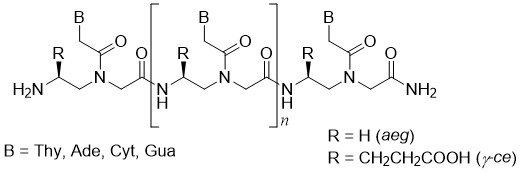 B B B
R O O R O O R O O
H₂N N N H N N H N NH₂
n
B = Thy, Ade, Cyt, Gua
R = H (aeg)
R = CH₂CH₂COOH (γ-ce)